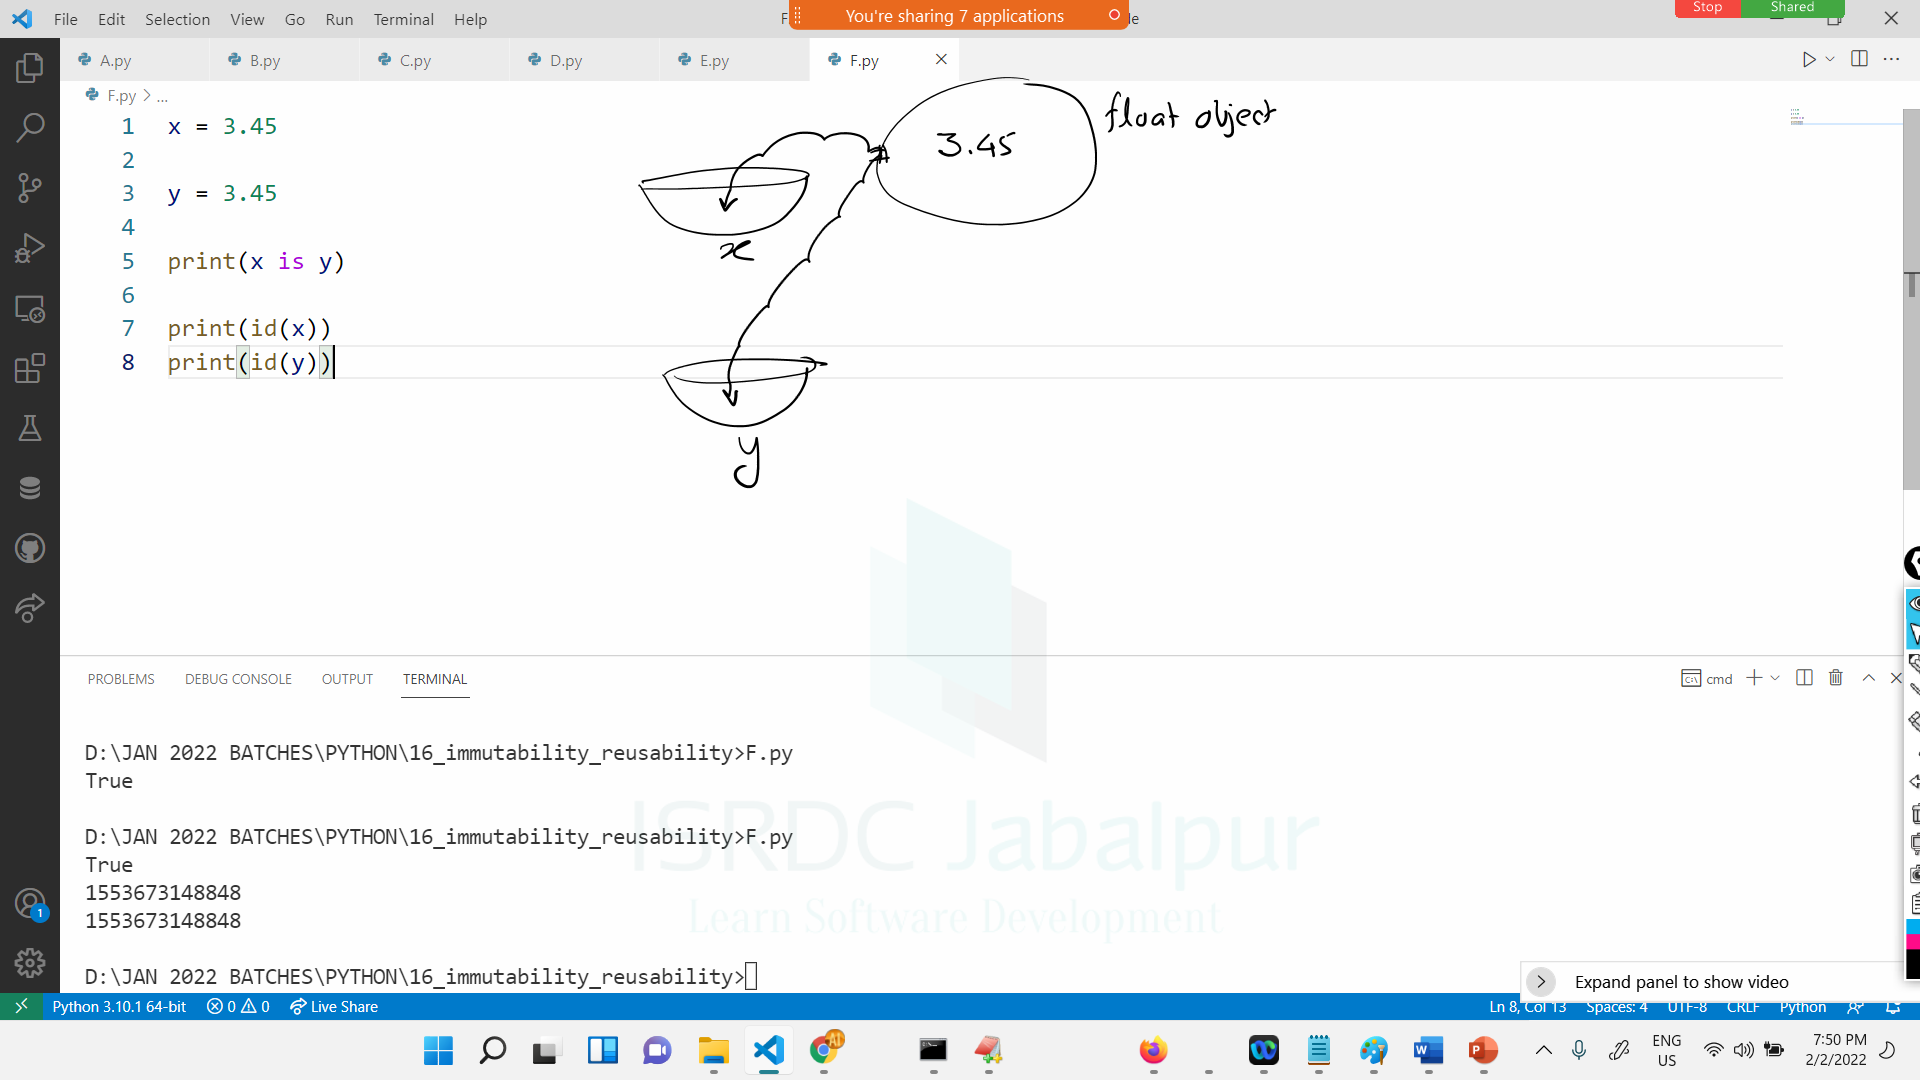 File Edit Selection View Go Run Terminal Help
You're sharing 7 applications
Stop Shared
A.py B.py C.py D.py E.py F.py
F.py > ...
1 x = 3.45
2
3 y = 3.45
4
5 print(x is y)
6
7 print(id(x))
8 print(id(y))
3.45
float object
x
y
PROBLEMS DEBUG CONSOLE OUTPUT TERMINAL
cmd
D:\JAN 2022 BATCHES\PYTHON\16_immutability_reusability>F.py
True
D:\JAN 2022 BATCHES\PYTHON\16_immutability_reusability>F.py
True
1553673148848
1553673148848
D:\JAN 2022 BATCHES\PYTHON\16_immutability_reusability>
ISRDC Jabalpur
Learn Software Development
Expand panel to show video
1
Python 3.10.1 64-bit 0 0 Live Share
Ln 8, Col 13 Spaces: 4 UTF-8 CRLF Python
AI
ENG
US
7:50 PM
2/2/2022